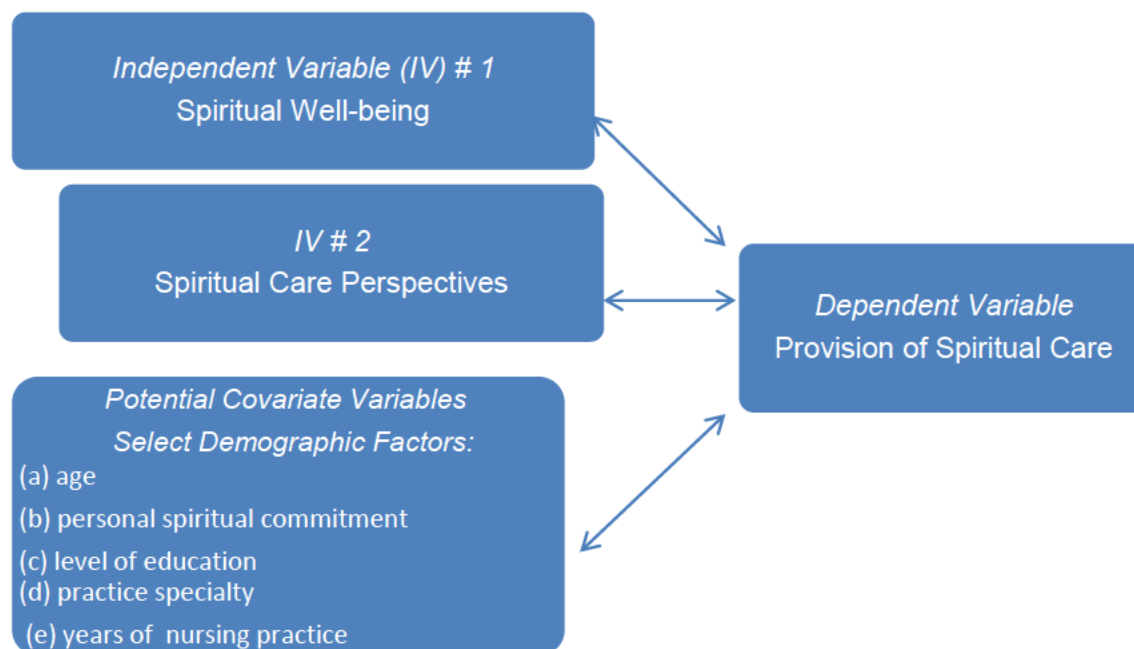 Independent Variable (IV) # 1
Spiritual Well-being
IV # 2
Spiritual Care Perspectives
Dependent Variable
Provision of Spiritual Care
Potential Covariate Variables
Select Demographic Factors:
(a) age
(b) personal spiritual commitment
(c) level of education
(d) practice specialty
(e) years of nursing practice